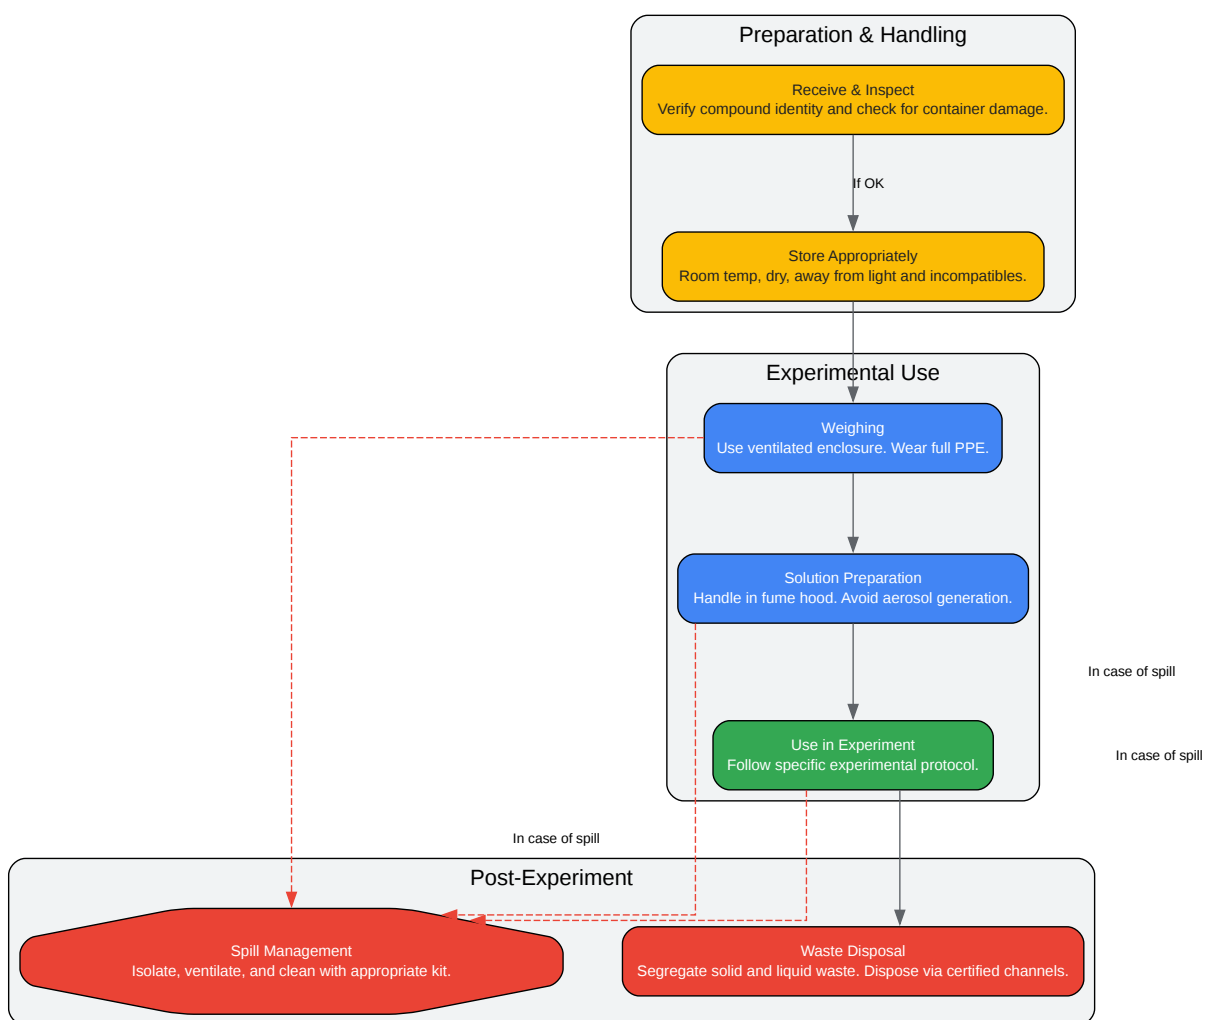 Preparation & Handling
Receive & Inspect
Verify compound identity and check for container damage.
If OK
Store Appropriately
Room temp, dry, away from light and incompatibles.
Experimental Use
Weighing
Use ventilated enclosure. Wear full PPE.
Solution Preparation
Handle in fume hood. Avoid aerosol generation.
In case of spill
Use in Experiment
Follow specific experimental protocol.
In case of spill
In case of spill
Post-Experiment
Spill Management
Isolate, ventilate, and clean with appropriate kit.
Waste Disposal
Segregate solid and liquid waste. Dispose via certified channels.